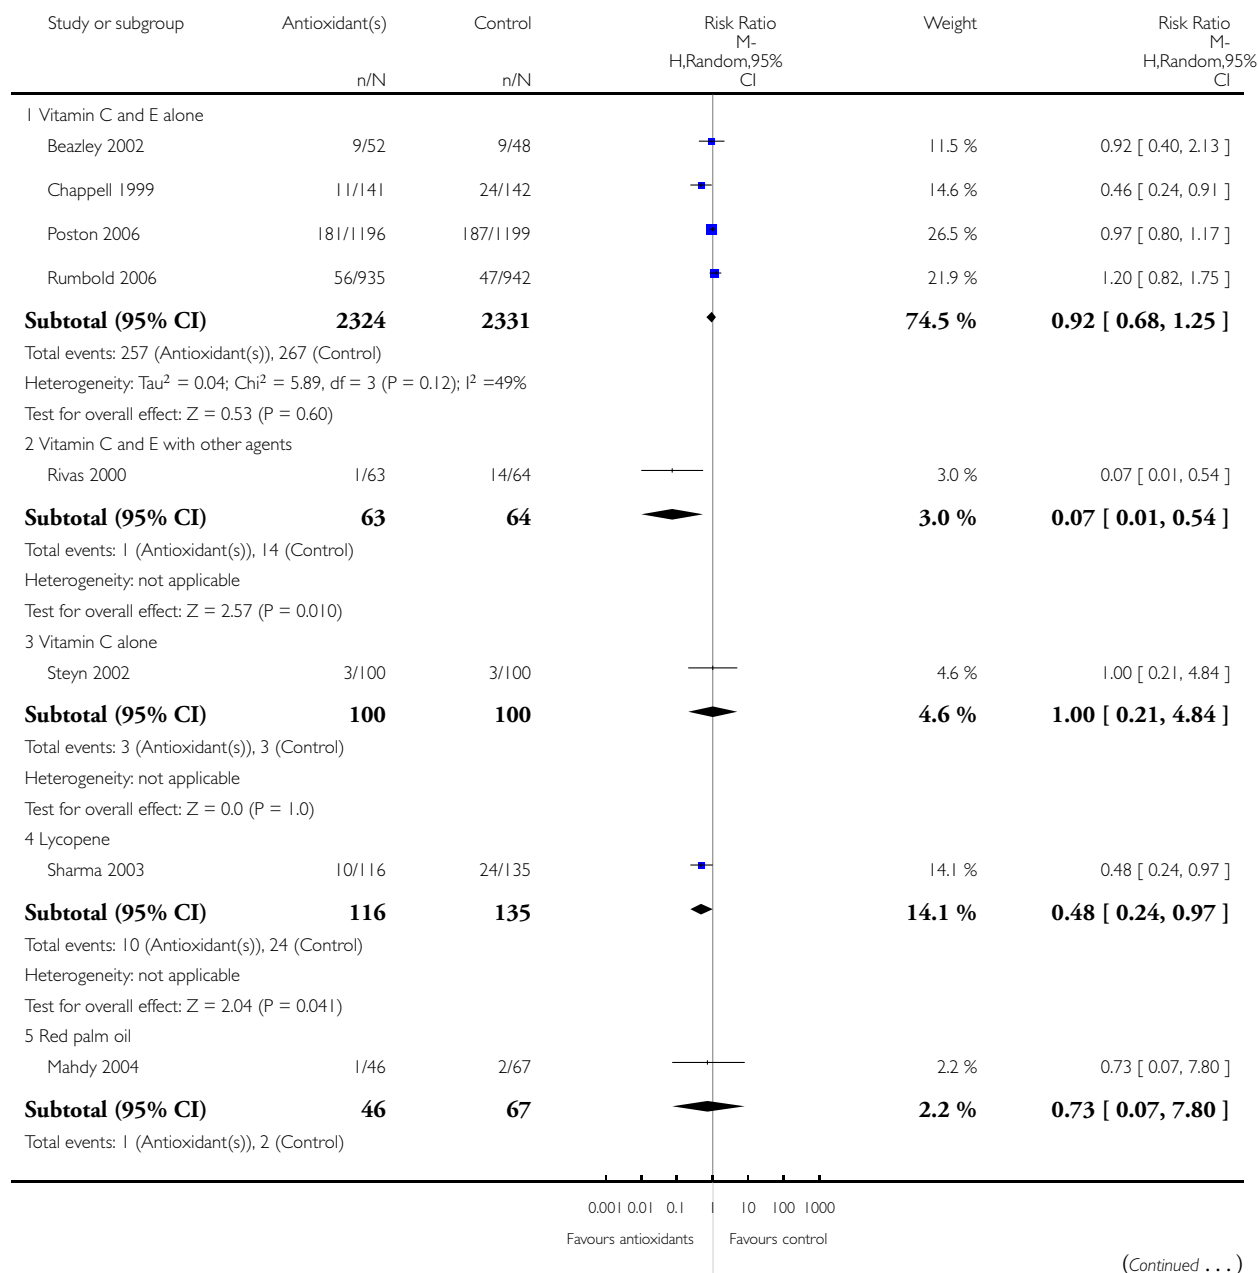 Study or subgroup Antioxidant(s) Control Risk Ratio Weight Risk Ratio
M- M-
H,Random,95% H,Random,95%
n/N n/N CI CI
1 Vitamin C and E alone
Beazley 2002 9/52 9/48 11.5 % 0.92 [ 0.40, 2.13 ]
Chappell 1999 11/141 24/142 14.6 % 0.46 [ 0.24, 0.91 ]
Poston 2006 181/1196 187/1199 26.5 % 0.97 [ 0.80, 1.17 ]
Rumbold 2006 56/935 47/942 21.9 % 1.20 [ 0.82, 1.75 ]
Subtotal (95% CI) 2324 2331 74.5 % 0.92 [ 0.68, 1.25 ]
Total events: 257 (Antioxidant(s)), 267 (Control)
Heterogeneity: Tau² = 0.04; Chi² = 5.89, df = 3 (P = 0.12); I² =49%
Test for overall effect: Z = 0.53 (P = 0.60)
2 Vitamin C and E with other agents
Rivas 2000 1/63 14/64 3.0 % 0.07 [ 0.01, 0.54 ]
Subtotal (95% CI) 63 64 3.0 % 0.07 [ 0.01, 0.54 ]
Total events: 1 (Antioxidant(s)), 14 (Control)
Heterogeneity: not applicable
Test for overall effect: Z = 2.57 (P = 0.010)
3 Vitamin C alone
Steyn 2002 3/100 3/100 4.6 % 1.00 [ 0.21, 4.84 ]
Subtotal (95% CI) 100 100 4.6 % 1.00 [ 0.21, 4.84 ]
Total events: 3 (Antioxidant(s)), 3 (Control)
Heterogeneity: not applicable
Test for overall effect: Z = 0.0 (P = 1.0)
4 Lycopene
Sharma 2003 10/116 24/135 14.1 % 0.48 [ 0.24, 0.97 ]
Subtotal (95% CI) 116 135 14.1 % 0.48 [ 0.24, 0.97 ]
Total events: 10 (Antioxidant(s)), 24 (Control)
Heterogeneity: not applicable
Test for overall effect: Z = 2.04 (P = 0.041)
5 Red palm oil
Mahdy 2004 1/46 2/67 2.2 % 0.73 [ 0.07, 7.80 ]
Subtotal (95% CI) 46 67 2.2 % 0.73 [ 0.07, 7.80 ]
Total events: 1 (Antioxidant(s)), 2 (Control)
0.001 0.01 0.1 1 10 100 1000
Favours antioxidants Favours control
(Continued . . . )